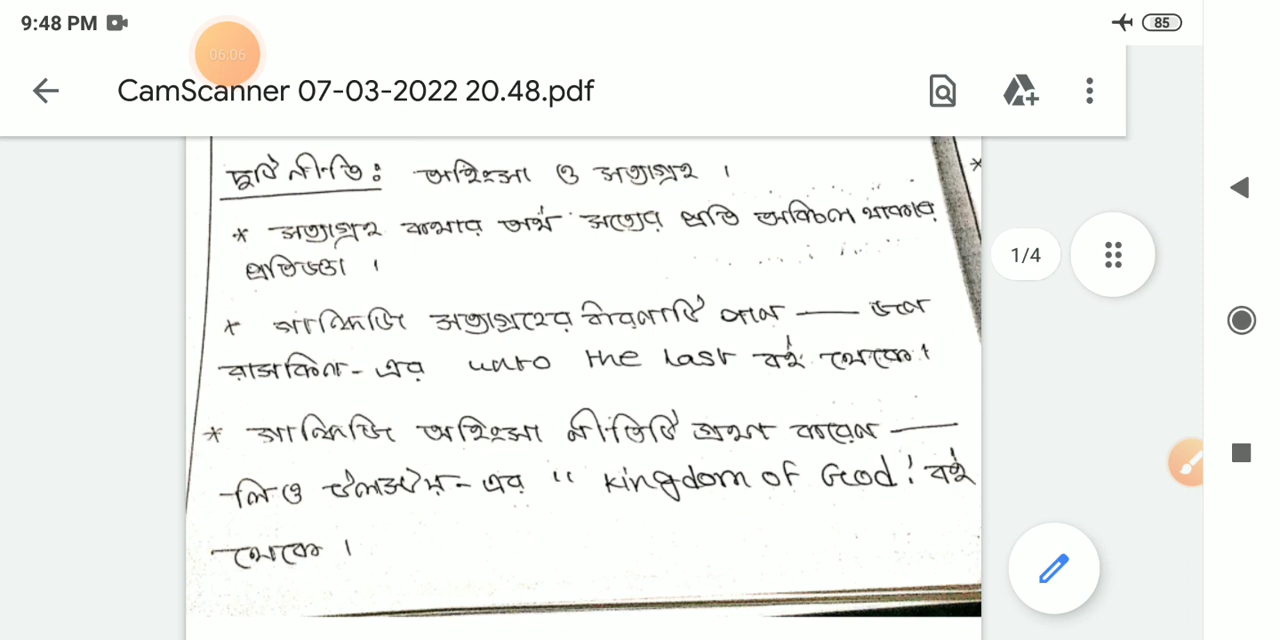 9:48 PM
85
06:06
CamScanner 07-03-2022 20.48.pdf
দুটি নীতি : অহিংসা ও সত্যাগ্রহ ।
* সত্যাগ্রহ কথার অর্থ সত্যের প্রতি অবিচল থাকার
প্রতিজ্ঞা ।
1/4
* গান্ধিজি সত্যাগ্রহের ধারণাটি পান — জন
রাসকিন - এর unto the last বই থেকে ।
* গান্ধিজি অহিংসা নীতিটি গ্রহণ করেন —
লিও টলস্টয় - এর " Kingdom of God ' বই
থেকে ।